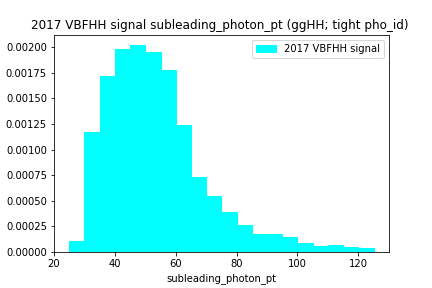 2017 VBFHH signal subleading_photon_pt (ggHH; tight pho_id)
2017 VBFHH signal
0.00200
0.00175
0.00150
0.00125
0.00100
0.00075
0.00050
0.00025
0.00000
20 40 60 80 100 120
subleading_photon_pt